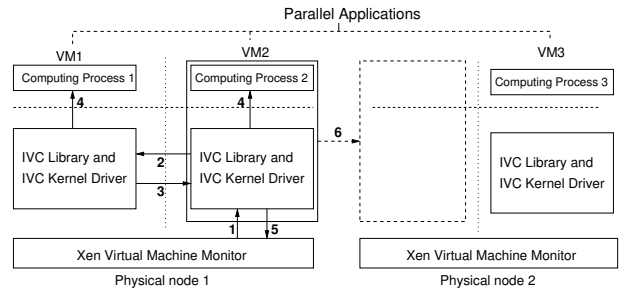 Parallel Applications
VM1
VM2
VM3
Computing Process 1
Computing Process 2
Computing Process 3
4
4
6
IVC Library and
IVC Kernel Driver
2
3
IVC Library and
IVC Kernel Driver
IVC Library and
IVC Kernel Driver
1
5
Xen Virtual Machine Monitor
Xen Virtual Machine Monitor
Physical node 1
Physical node 2